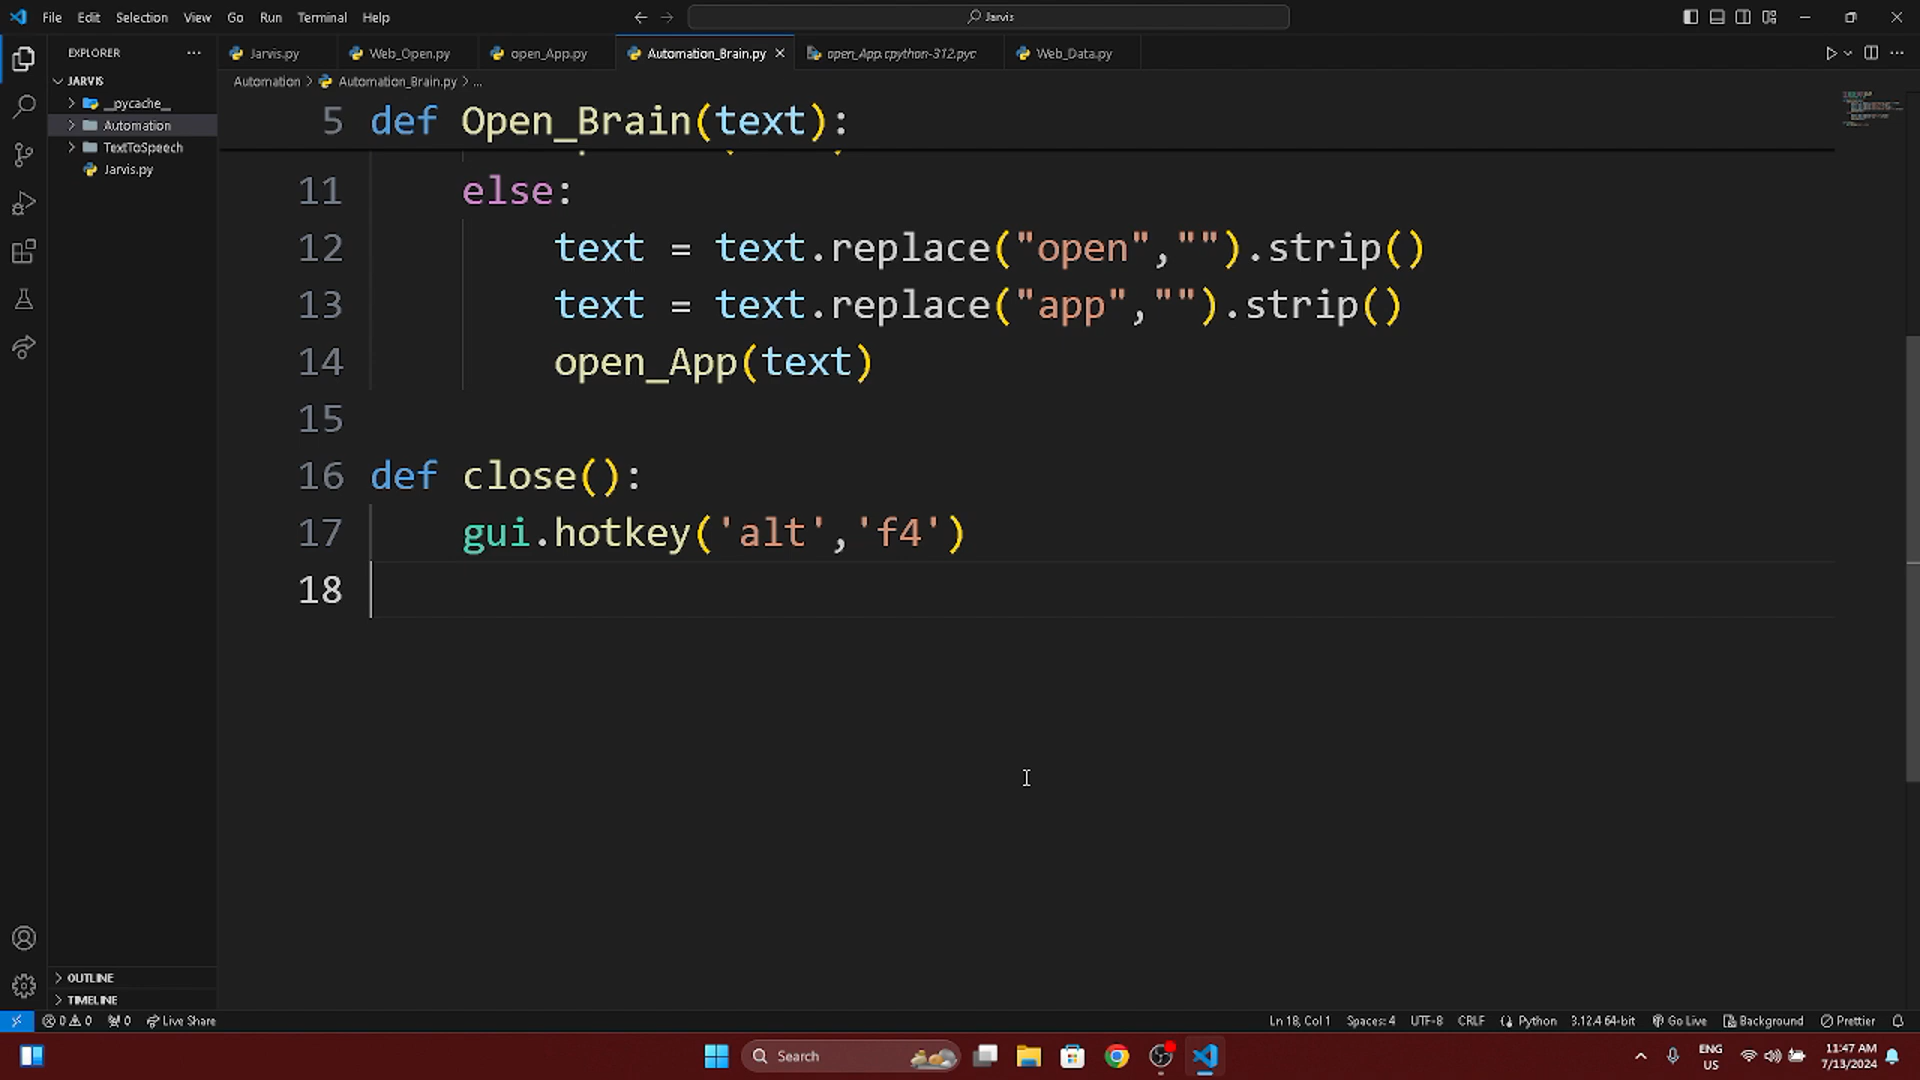 File Edit Selection View Go Run Terminal Help
Jarvis
EXPLORER
Jarvis.py
Web_Open.py
open_App.py
Automation_Brain.py
open_App.cpython-312.pyc
Web_Data.py
JARVIS
Automation > Automation_Brain.py > ...
__pycache__
Automation
TextToSpeech
Jarvis.py
5 def Open_Brain(text):
11 else:
12 text = text.replace("open","").strip()
13 text = text.replace("app","").strip()
14 open_App(text)
15
16 def close():
17 gui.hotkey('alt','f4')
18
OUTLINE
TIMELINE
0 0 0 Live Share
Ln 18, Col 1 Spaces: 4 UTF-8 CRLF Python 3.12.4 64-bit Go Live Background Prettier
Search
ENG
US
11:47 AM
7/13/2024